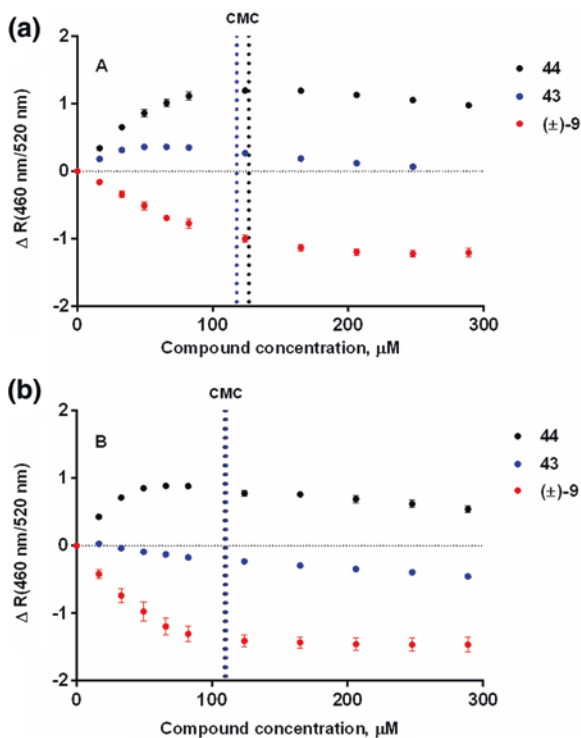 (a)
CMC
A
2
1
0
-1
-2
Δ R(460 nm/520 nm)
0
100
200
300
Compound concentration, µM
44
43
(±)-9
(b)
CMC
B
2
1
0
-1
-2
Δ R(460 nm/520 nm)
0
100
200
300
Compound concentration, µM
44
43
(±)-9